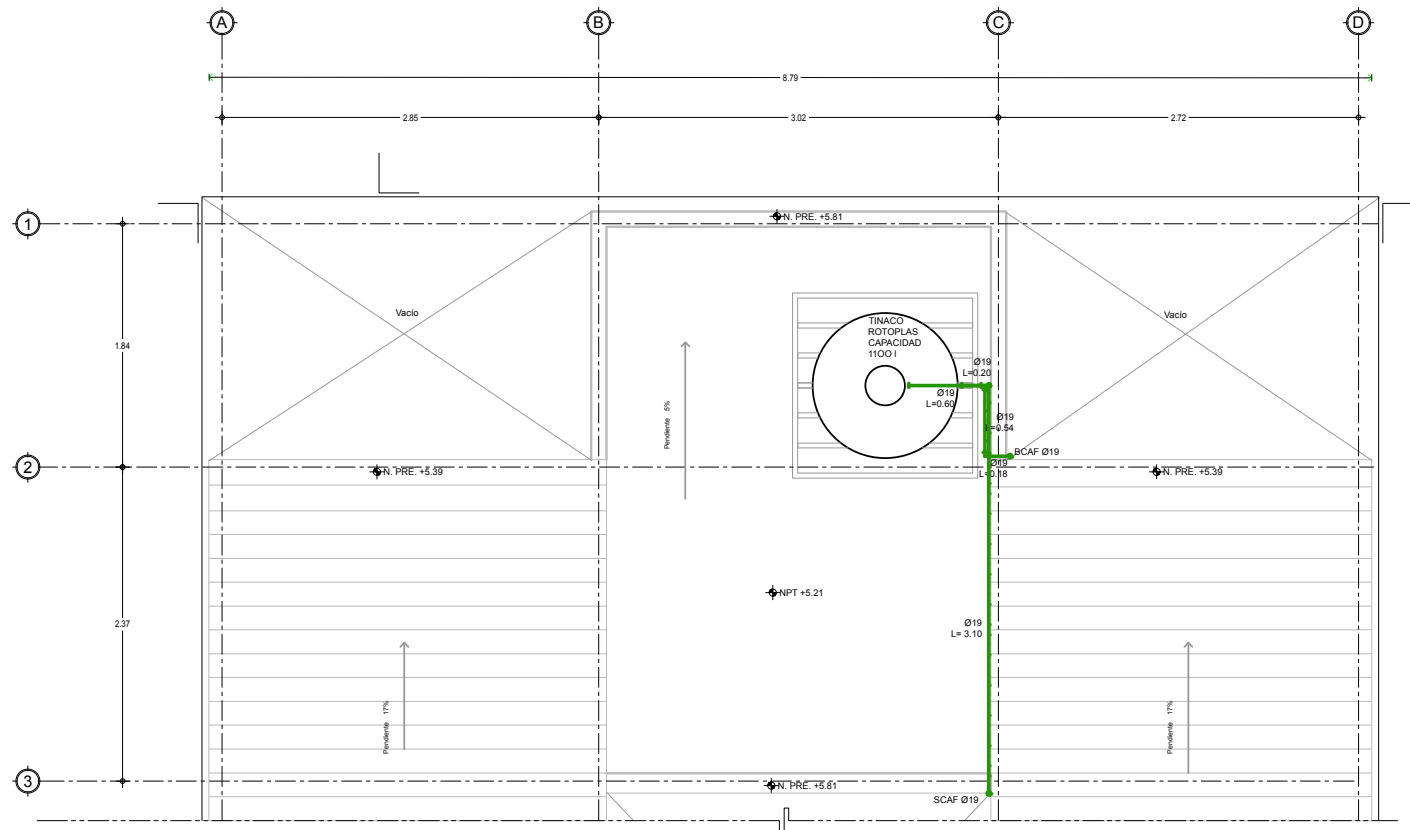 A
B
C
D
8.79
2.85
3.02
2.72
1
N. PRE. +5.81
Vacío
Vacío
TINACO
ROTOPLAS
CAPACIDAD
11OO l
1.84
Ø19
L=0.20
Ø19
L=0.60
Pendiente 5%
Ø19
L=0.54
BCAF Ø19
2
N. PRE. +5.39
Ø19
L=0.18
N. PRE. +5.39
NPT +5.21
2.37
Ø19
L= 3.10
Pendiente 17%
Pendiente 17%
3
N. PRE. +5.81
SCAF Ø19